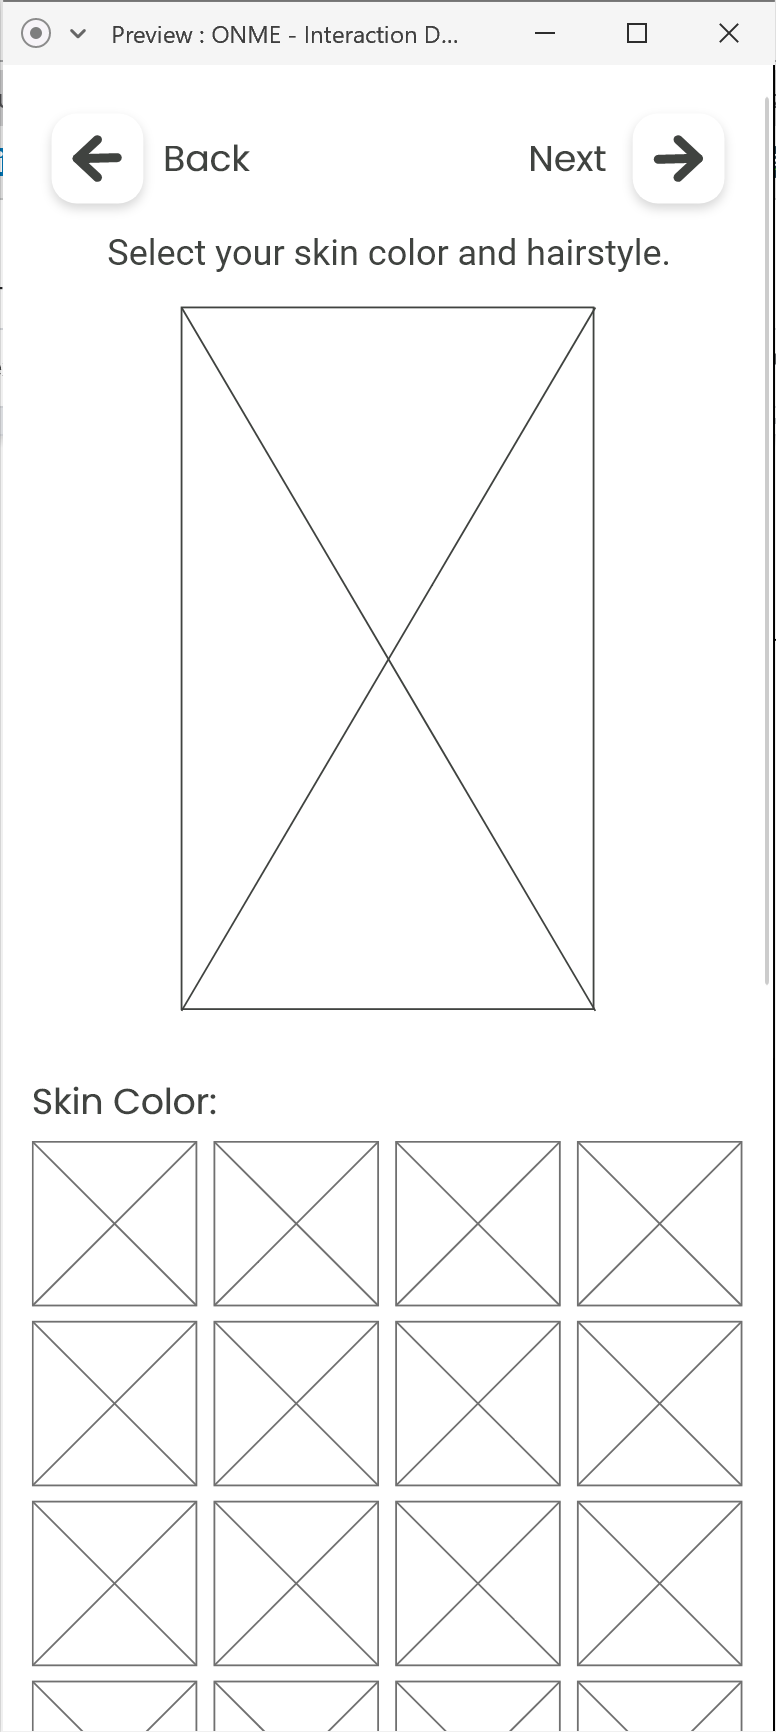 Preview : ONME - Interaction D...
Back
Next
Select your skin color and hairstyle.
Skin Color: